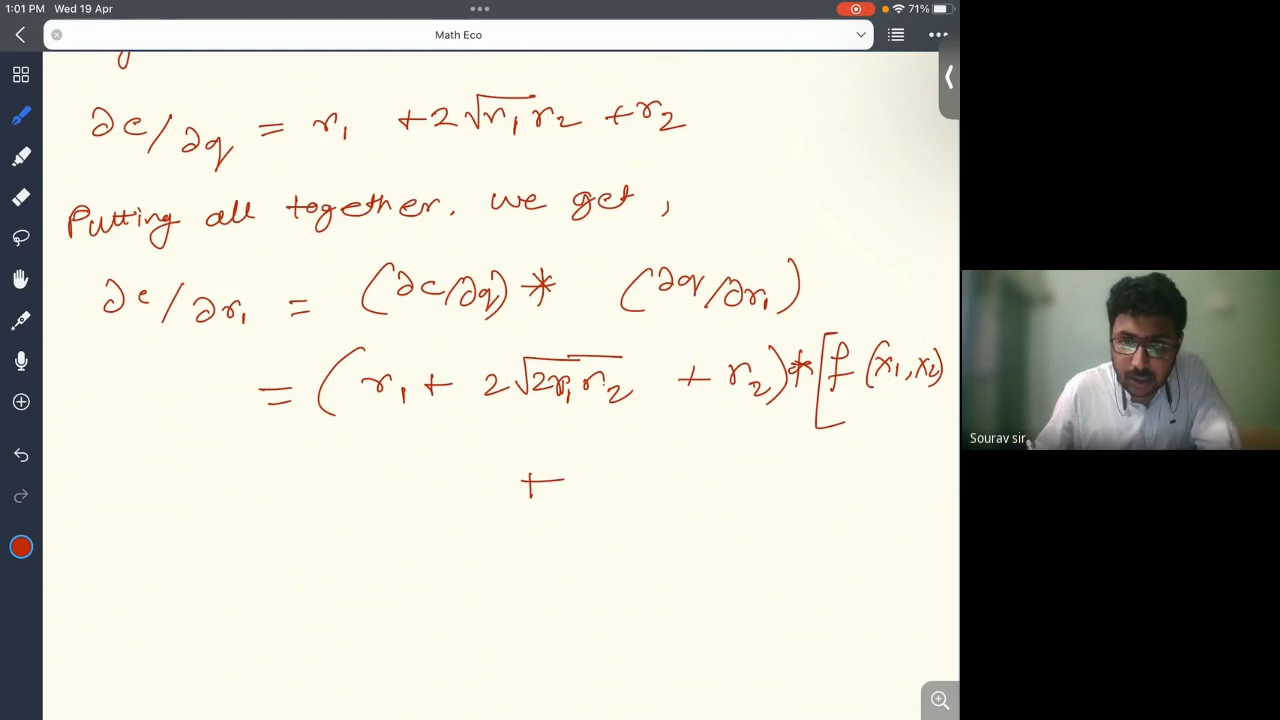 1:01 PM Wed 19 Apr
71%
Math Eco
∂c/∂q = r₁ + 2√r₁r₂ + r₂
Putting all together. we get,
∂c/∂r₁ = (∂c/∂q) * (∂q/∂r₁)
= (r₁ + 2√2r₁r₂ + r₂) * [f(x₁,x₂)
+
Sourav sir